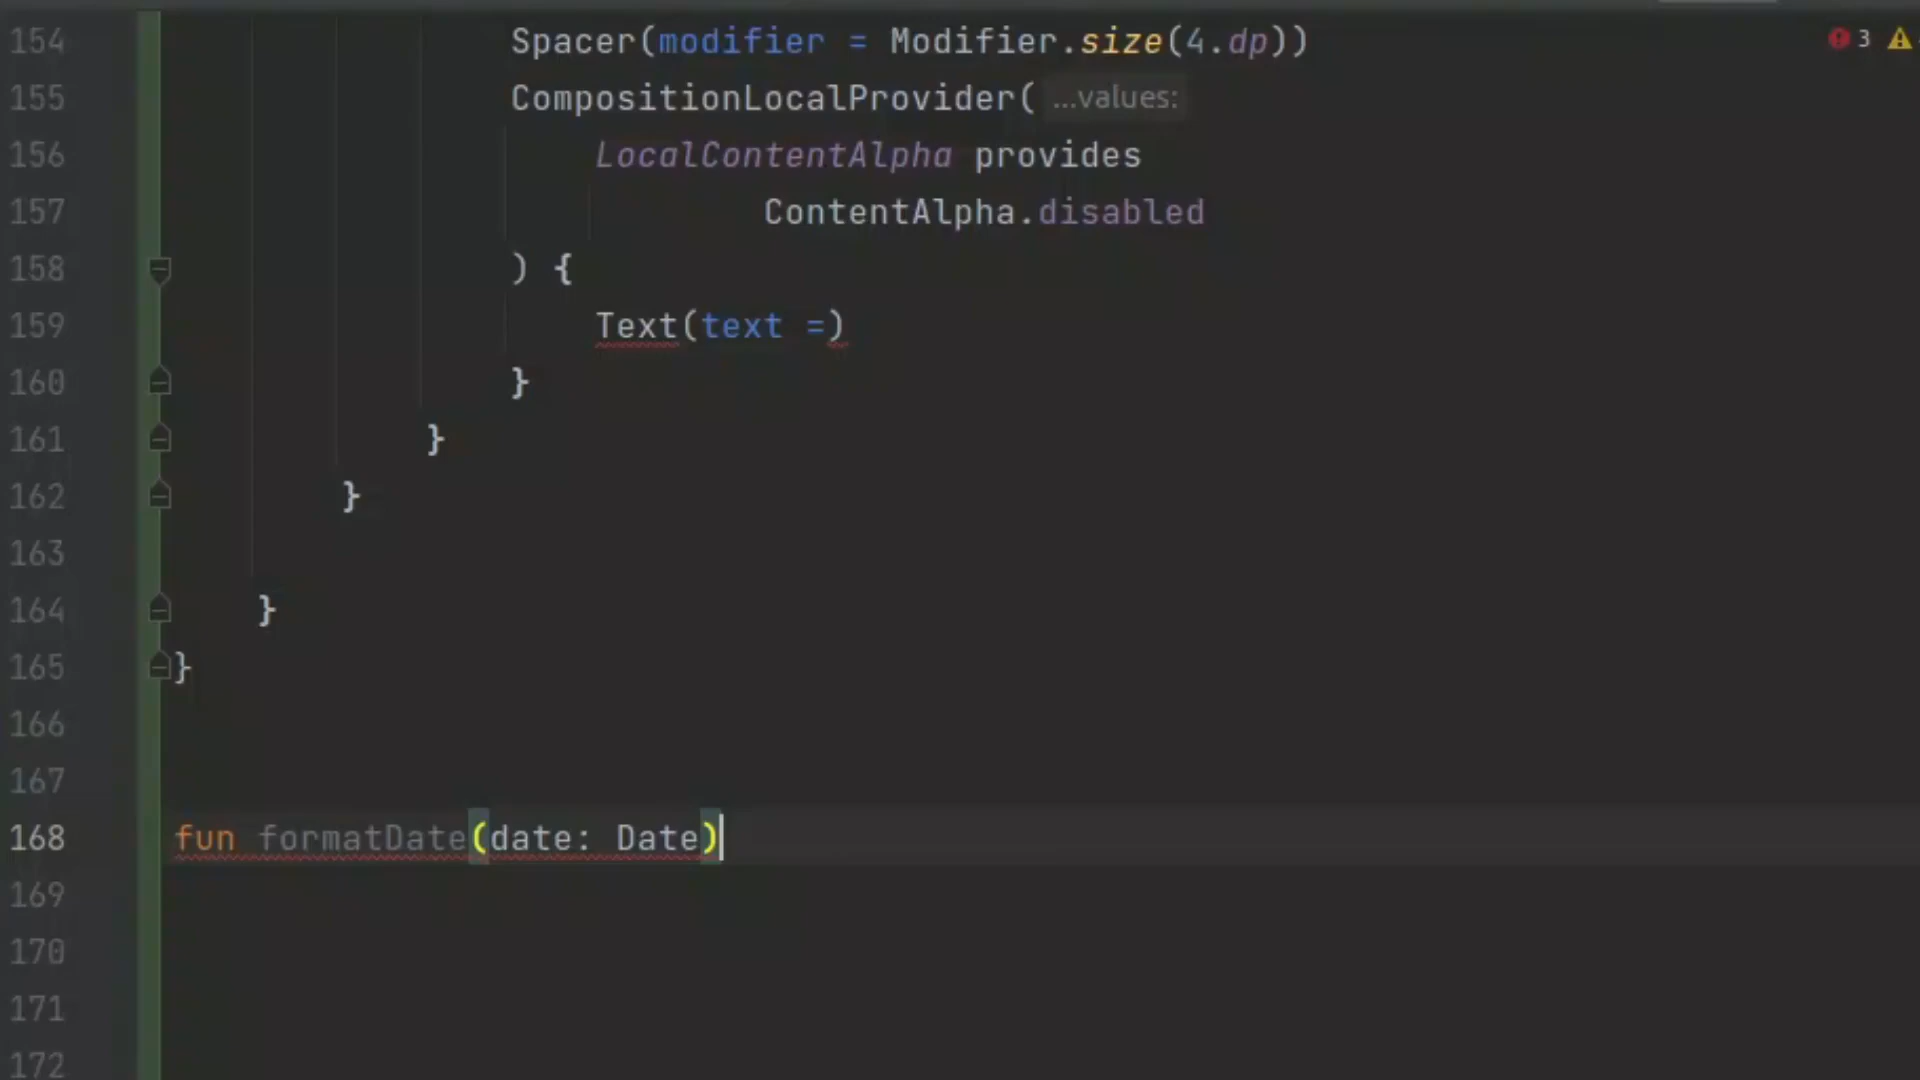 154 Spacer(modifier = Modifier.size(4.dp)) 3
155 CompositionLocalProvider( ...values:
156 LocalContentAlpha provides
157 ContentAlpha.disabled
158 ) {
159 Text(text =)
160 }
161 }
162 }
163
164 }
165 }
166
167
168 fun formatDate(date: Date)
169
170
171
172